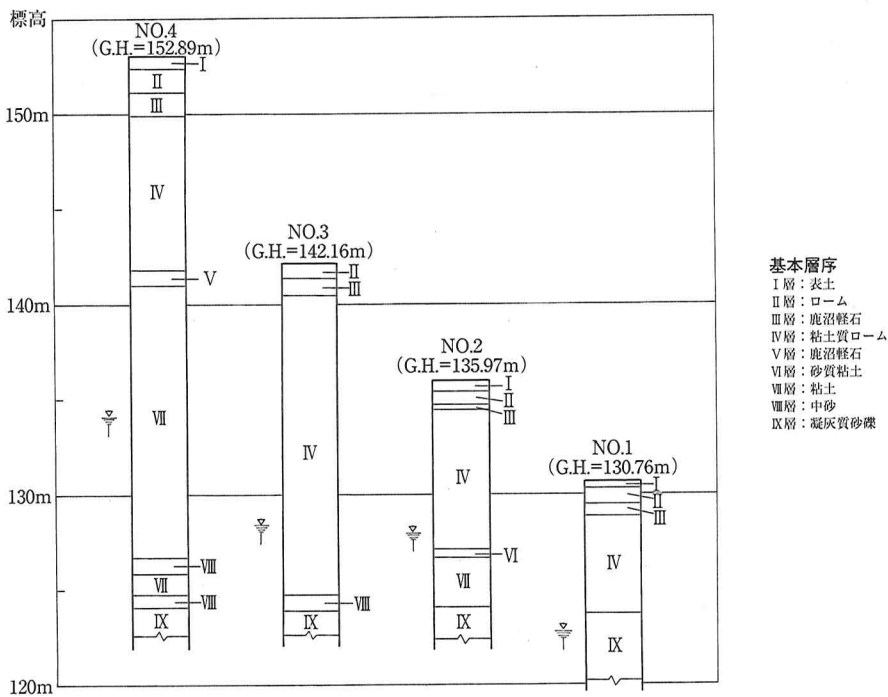 標高
NO.4
(G.H.=152.89m)
Ⅰ
Ⅱ
Ⅲ
150m
Ⅳ
Ⅴ
NO.3
(G.H.=142.16m)
Ⅱ
Ⅲ
140m
NO.2
(G.H.=135.97m)
Ⅰ
Ⅱ
Ⅲ
Ⅶ
Ⅳ
Ⅳ
NO.1
(G.H.=130.76m)
Ⅰ
Ⅱ
Ⅲ
130m
Ⅵ
Ⅳ
Ⅷ
Ⅶ
Ⅶ
Ⅷ
Ⅷ
Ⅸ
Ⅸ
Ⅸ
Ⅸ
120m
基本層序
Ⅰ層:表土
Ⅱ層:ローム
Ⅲ層:鹿沼軽石
Ⅳ層:粘土質ローム
Ⅴ層:鹿沼軽石
Ⅵ層:砂質粘土
Ⅶ層:粘土
Ⅷ層:中砂
Ⅸ層:凝灰質砂礫